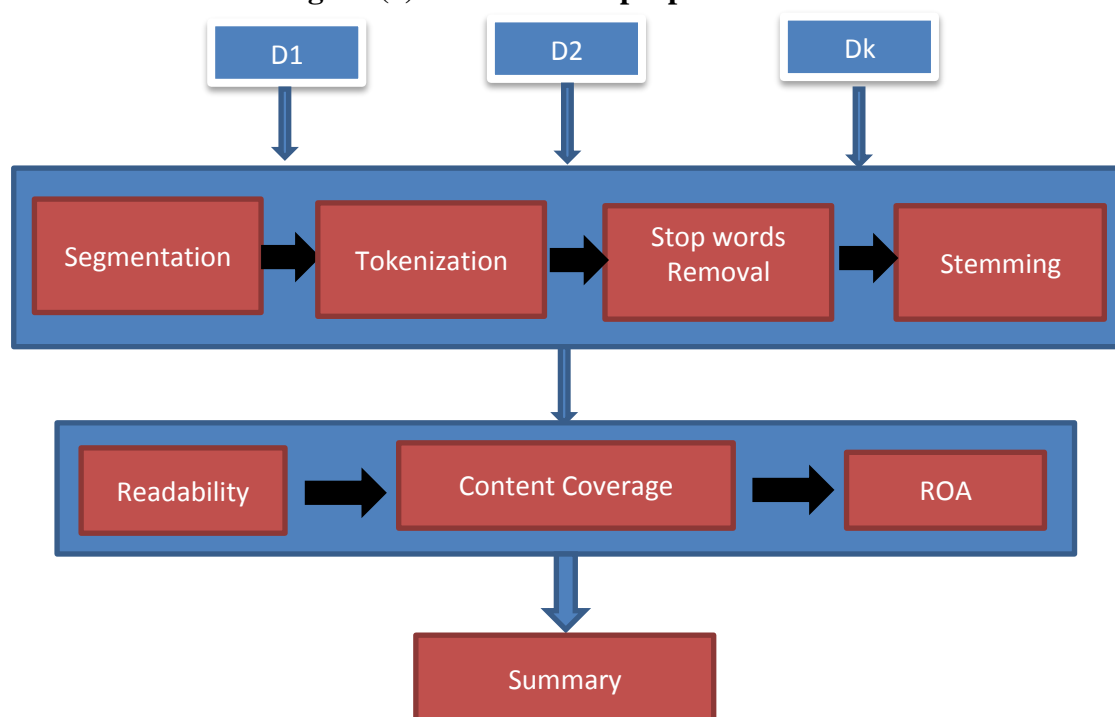 D1
D2
Dk
Segmentation
Tokenization
Stop words
Removal
Stemming
Readability
Content Coverage
ROA
Summary